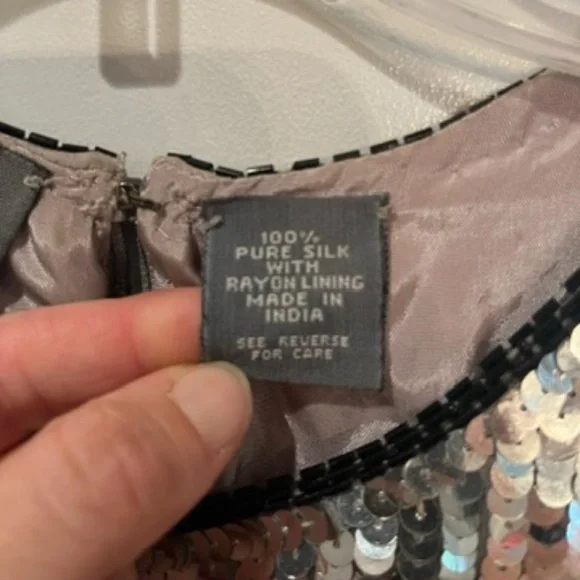 100%
PURE SILK
WITH
RAYON LINING
MADE IN
INDIA
SEE REVERSE
FOR CARE